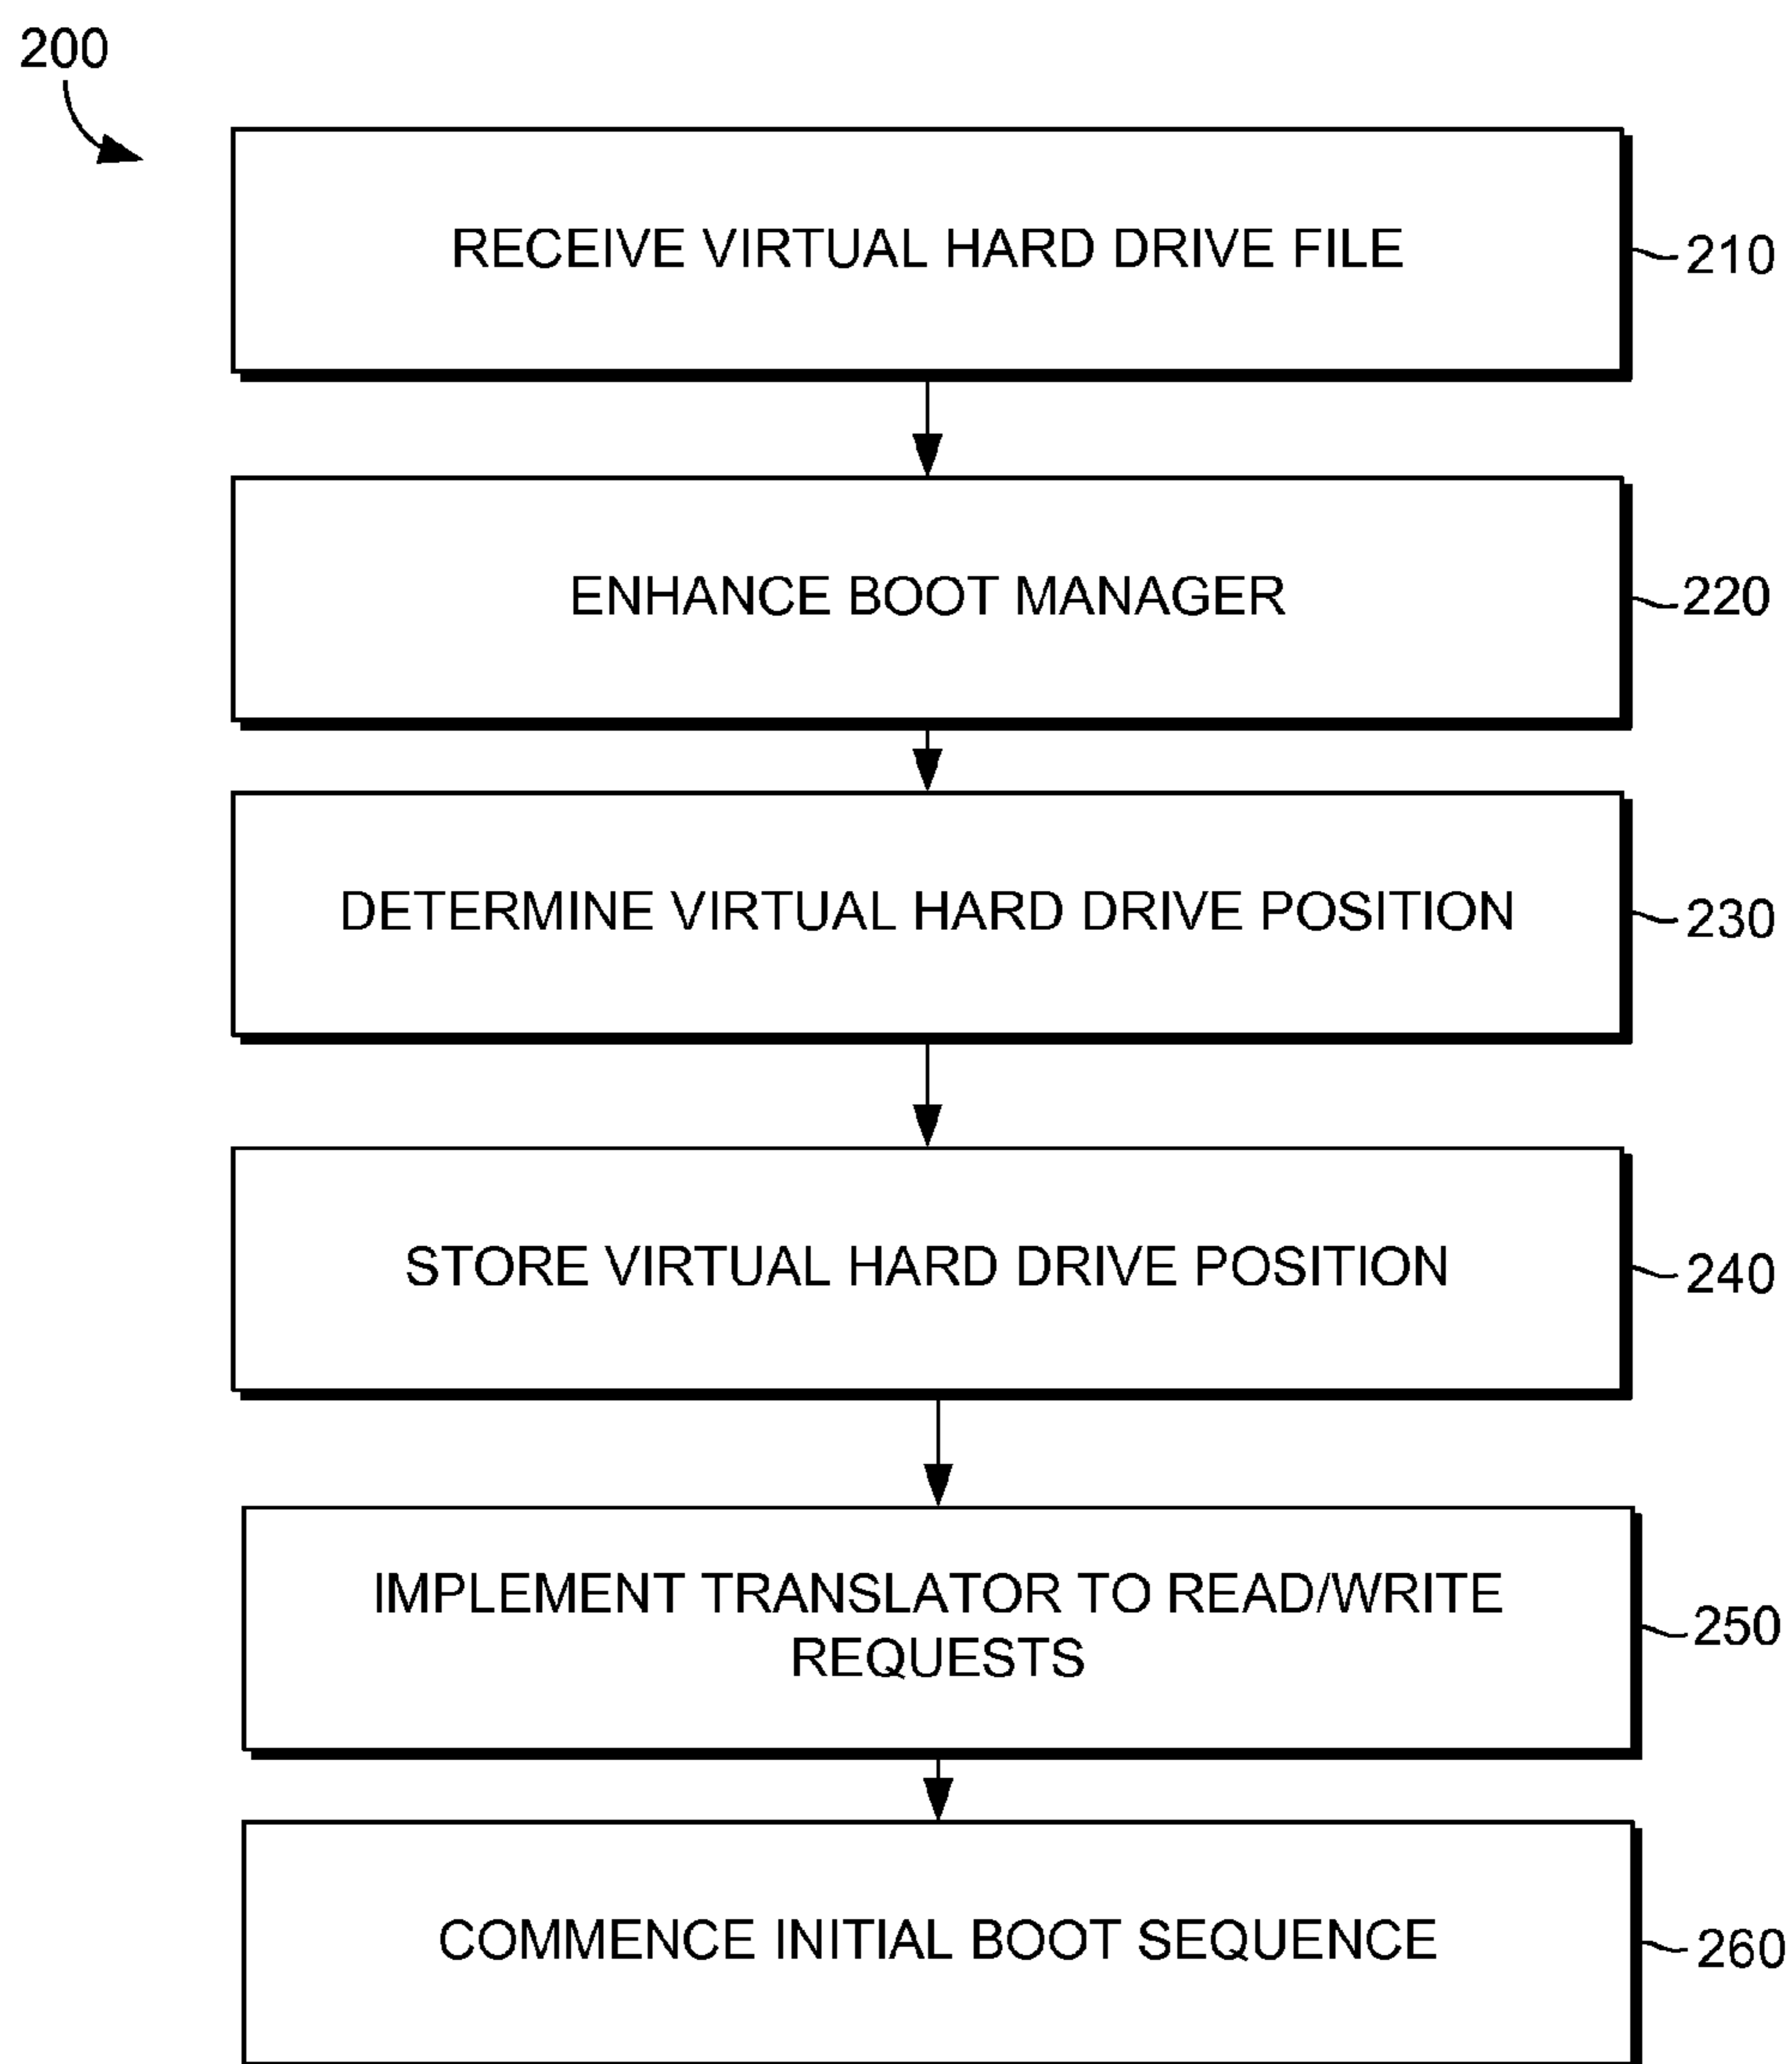 200
RECEIVE VIRTUAL HARD DRIVE FILE
210
ENHANCE BOOT MANAGER
220
DETERMINE VIRTUAL HARD DRIVE POSITION
230
STORE VIRTUAL HARD DRIVE POSITION
240
IMPLEMENT TRANSLATOR TO READ/WRITE
REQUESTS
250
COMMENCE INITIAL BOOT SEQUENCE
260